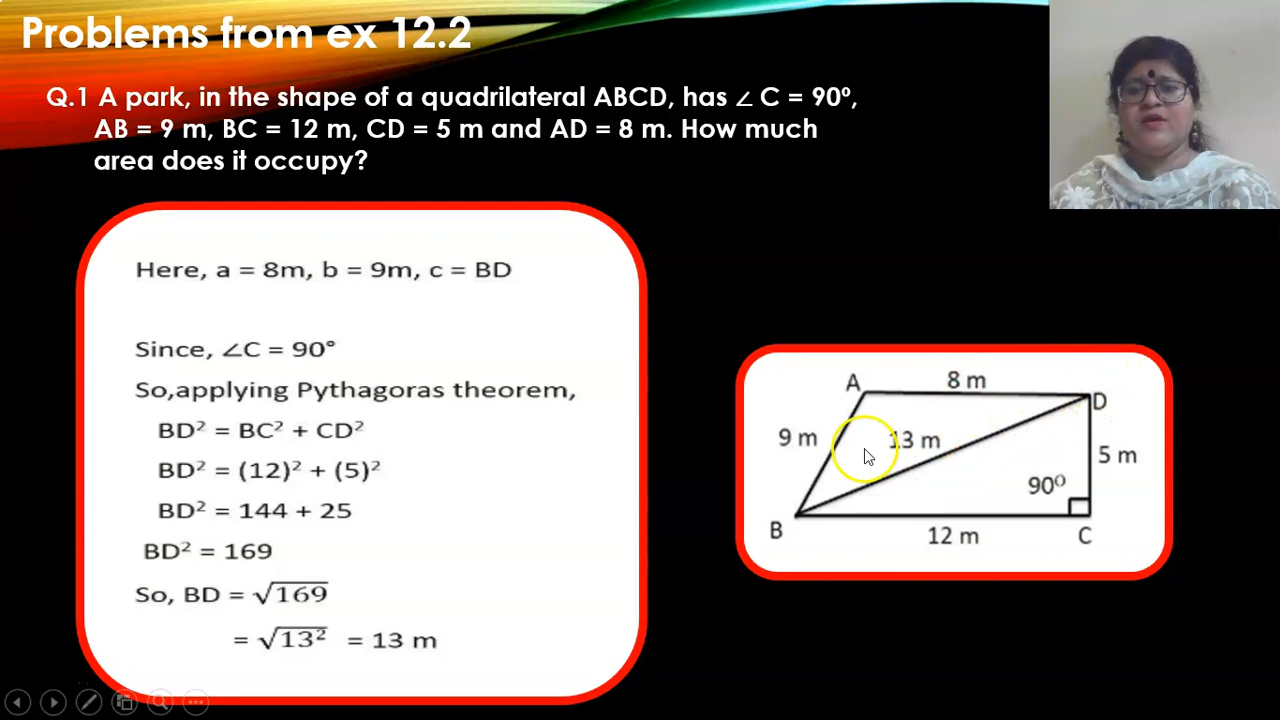 Problems from ex 12.2
Q.1 A park, in the shape of a quadrilateral ABCD, has ∠ C = 90º,
AB = 9 m, BC = 12 m, CD = 5 m and AD = 8 m. How much
area does it occupy?
Here, a = 8m, b = 9m, c = BD
Since, ∠C = 90°
So,applying Pythagoras theorem,
BD² = BC² + CD²
BD² = (12)² + (5)²
BD² = 144 + 25
BD² = 169
So, BD = √169
= √13² = 13 m
A
8 m
D
9 m
13 m
5 m
90⁰
B
12 m
C